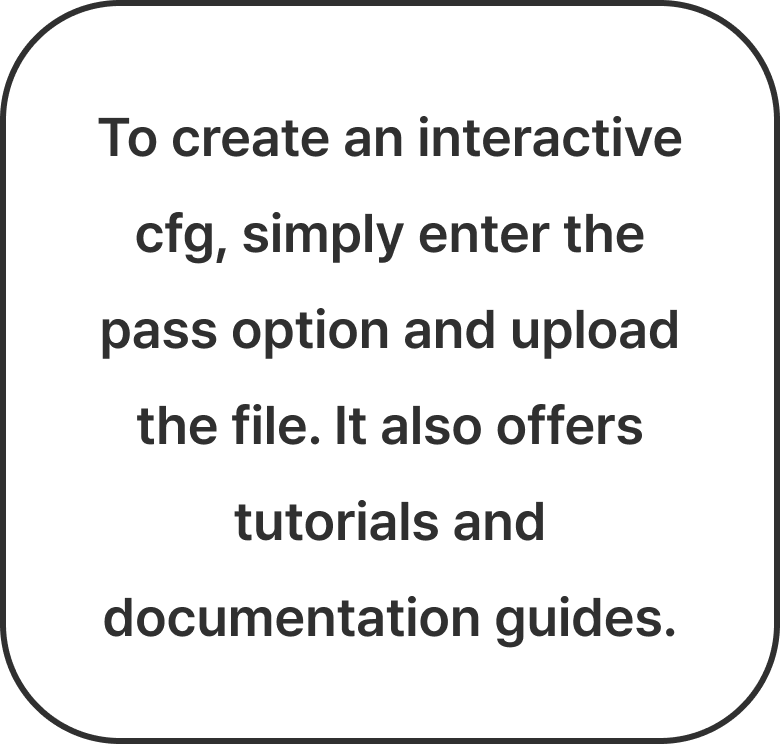 To create an interactive
cfg, simply enter the
pass option and upload
the file. It also offers
tutorials and
documentation guides.